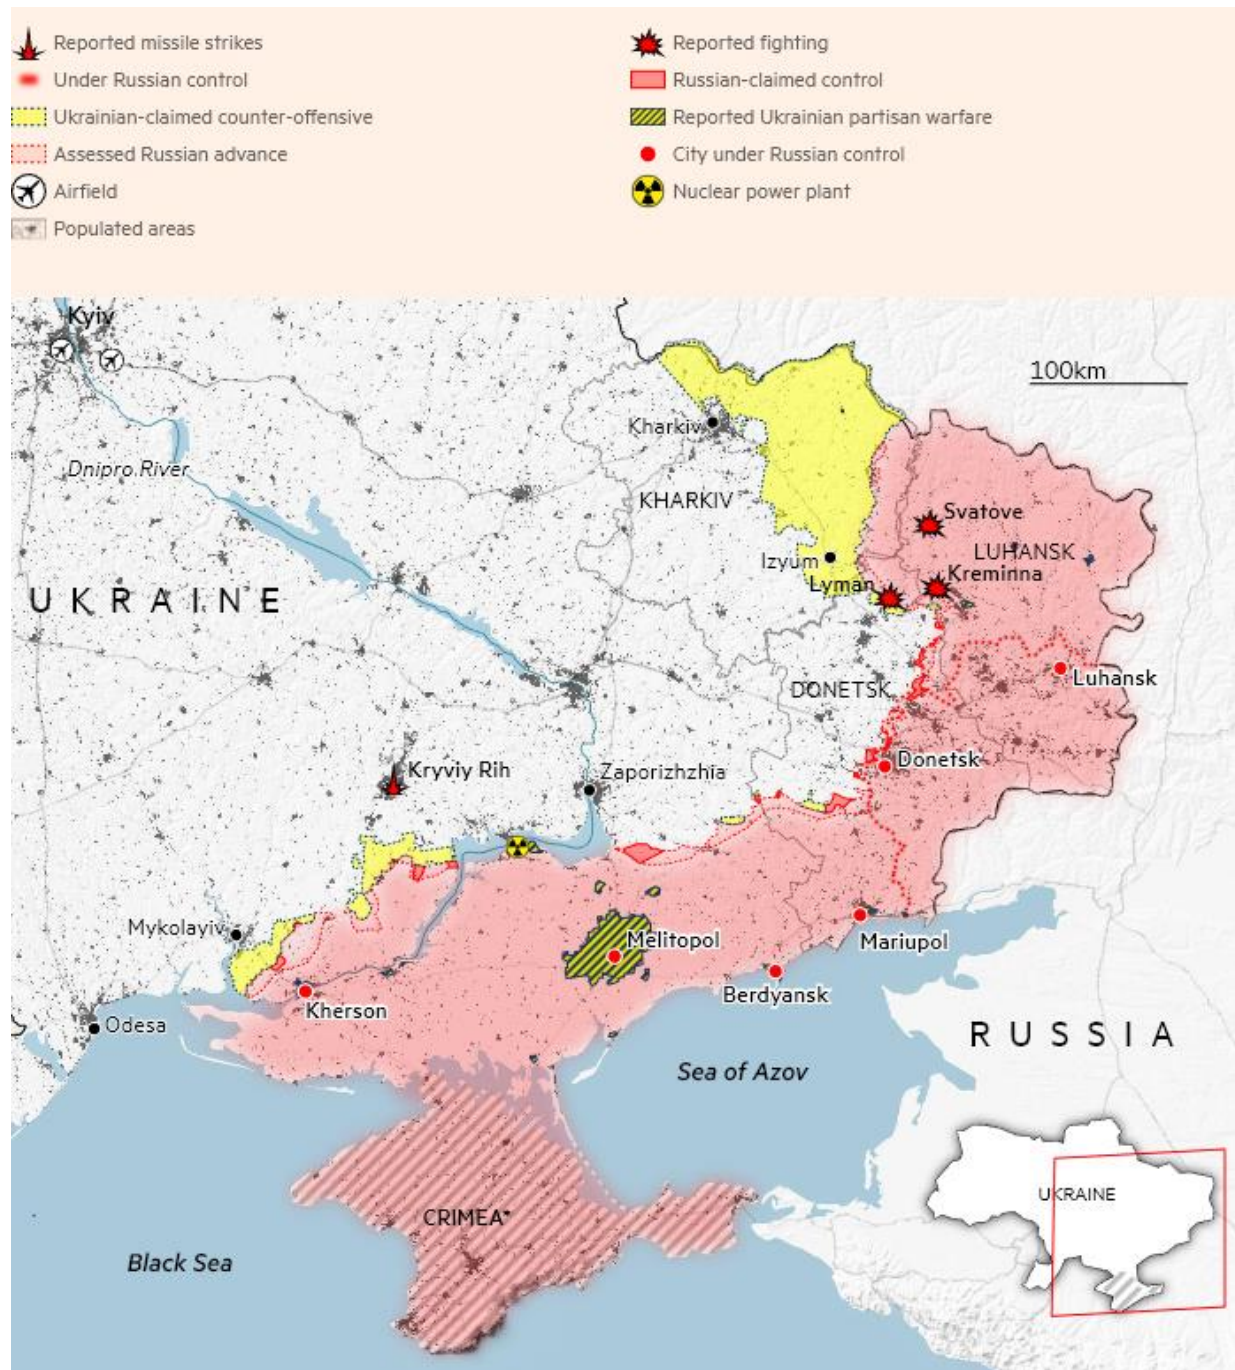 Reported missile strikes
Under Russian control
Ukrainian-claimed counter-offensive
Assessed Russian advance
Airfield
Populated areas
Reported fighting
Russian-claimed control
Reported Ukrainian partisan warfare
City under Russian control
Nuclear power plant
Kyiv
100km
Kharkiv
Dnipro River
KHARKIV
Svatove
LUHANSK
Izyum
Kreminna
Lyman
UKRAINE
Luhansk
DONETSK
Donetsk
Kryviy Rih
Zaporizhzhia
Mykolayiv
Melitopol
Mariupol
Berdyansk
Kherson
Odesa
RUSSIA
Sea of Azov
UKRAINE
CRIMEA*
Black Sea